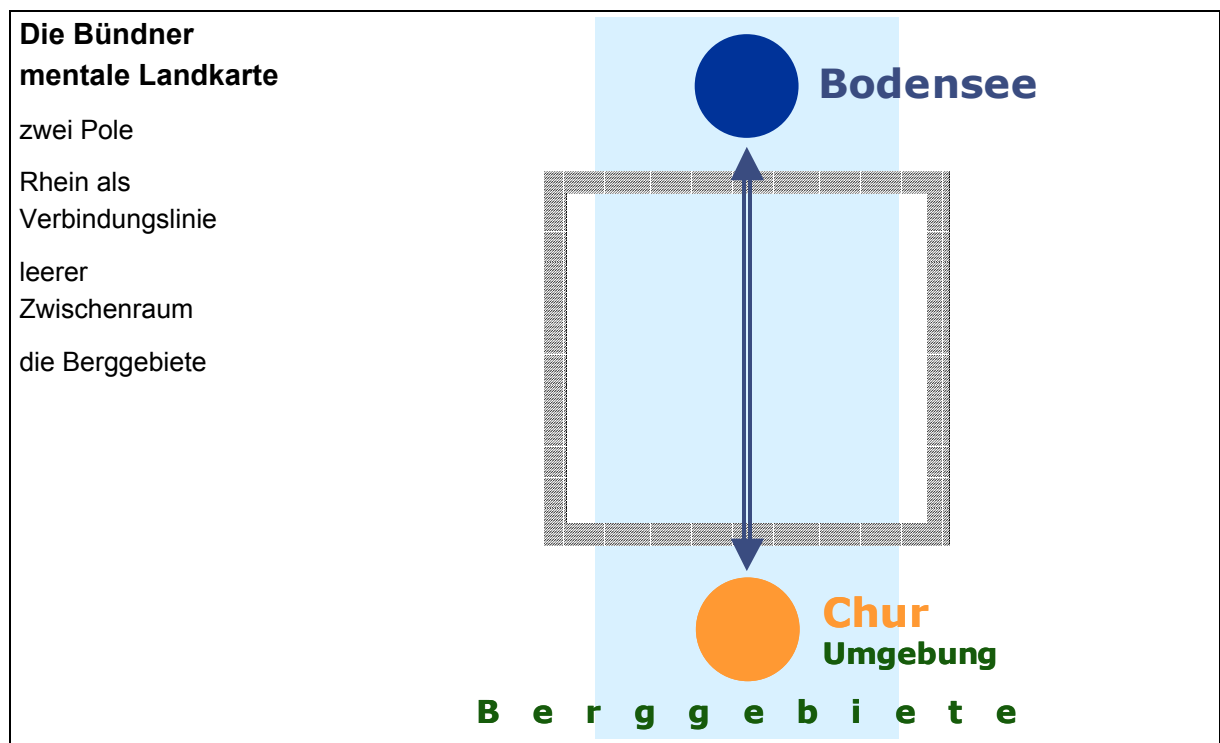 Die Bündner
mentale Landkarte
zwei Pole
Rhein als
Verbindungslinie
leerer
Zwischenraum
die Berggebiete
Bodensee
Chur
Umgebung
B e r g g e b i e t e